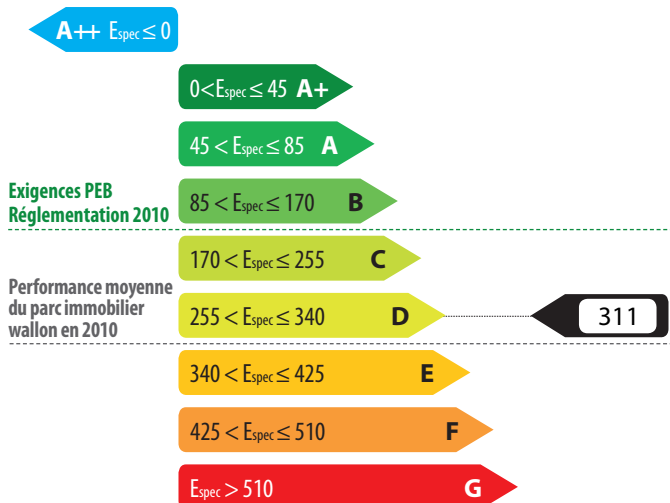 A++ Espec ≤ 0
0 < Espec ≤ 45 A+
45 < Espec ≤ 85 A
Exigences PEB
Réglementation 2010
85 < Espec ≤ 170 B
170 < Espec ≤ 255 C
Performance moyenne
du parc immobilier
wallon en 2010
255 < Espec ≤ 340 D
311
340 < Espec ≤ 425 E
425 < Espec ≤ 510 F
Espec > 510 G